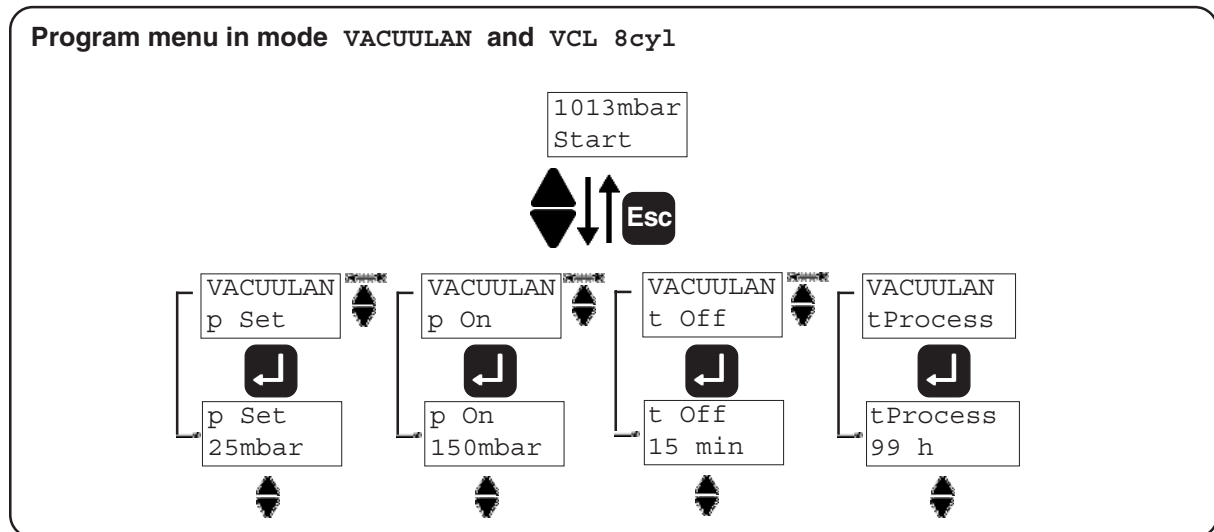 Program menu in mode VACUULAN and VCL 8cyl
1013mbar
Start
Esc
VACUULAN
p Set
p Set
25mbar
VACUULAN
p On
p On
150mbar
VACUULAN
t Off
t Off
15 min
VACUULAN
tProcess
tProcess
99 h